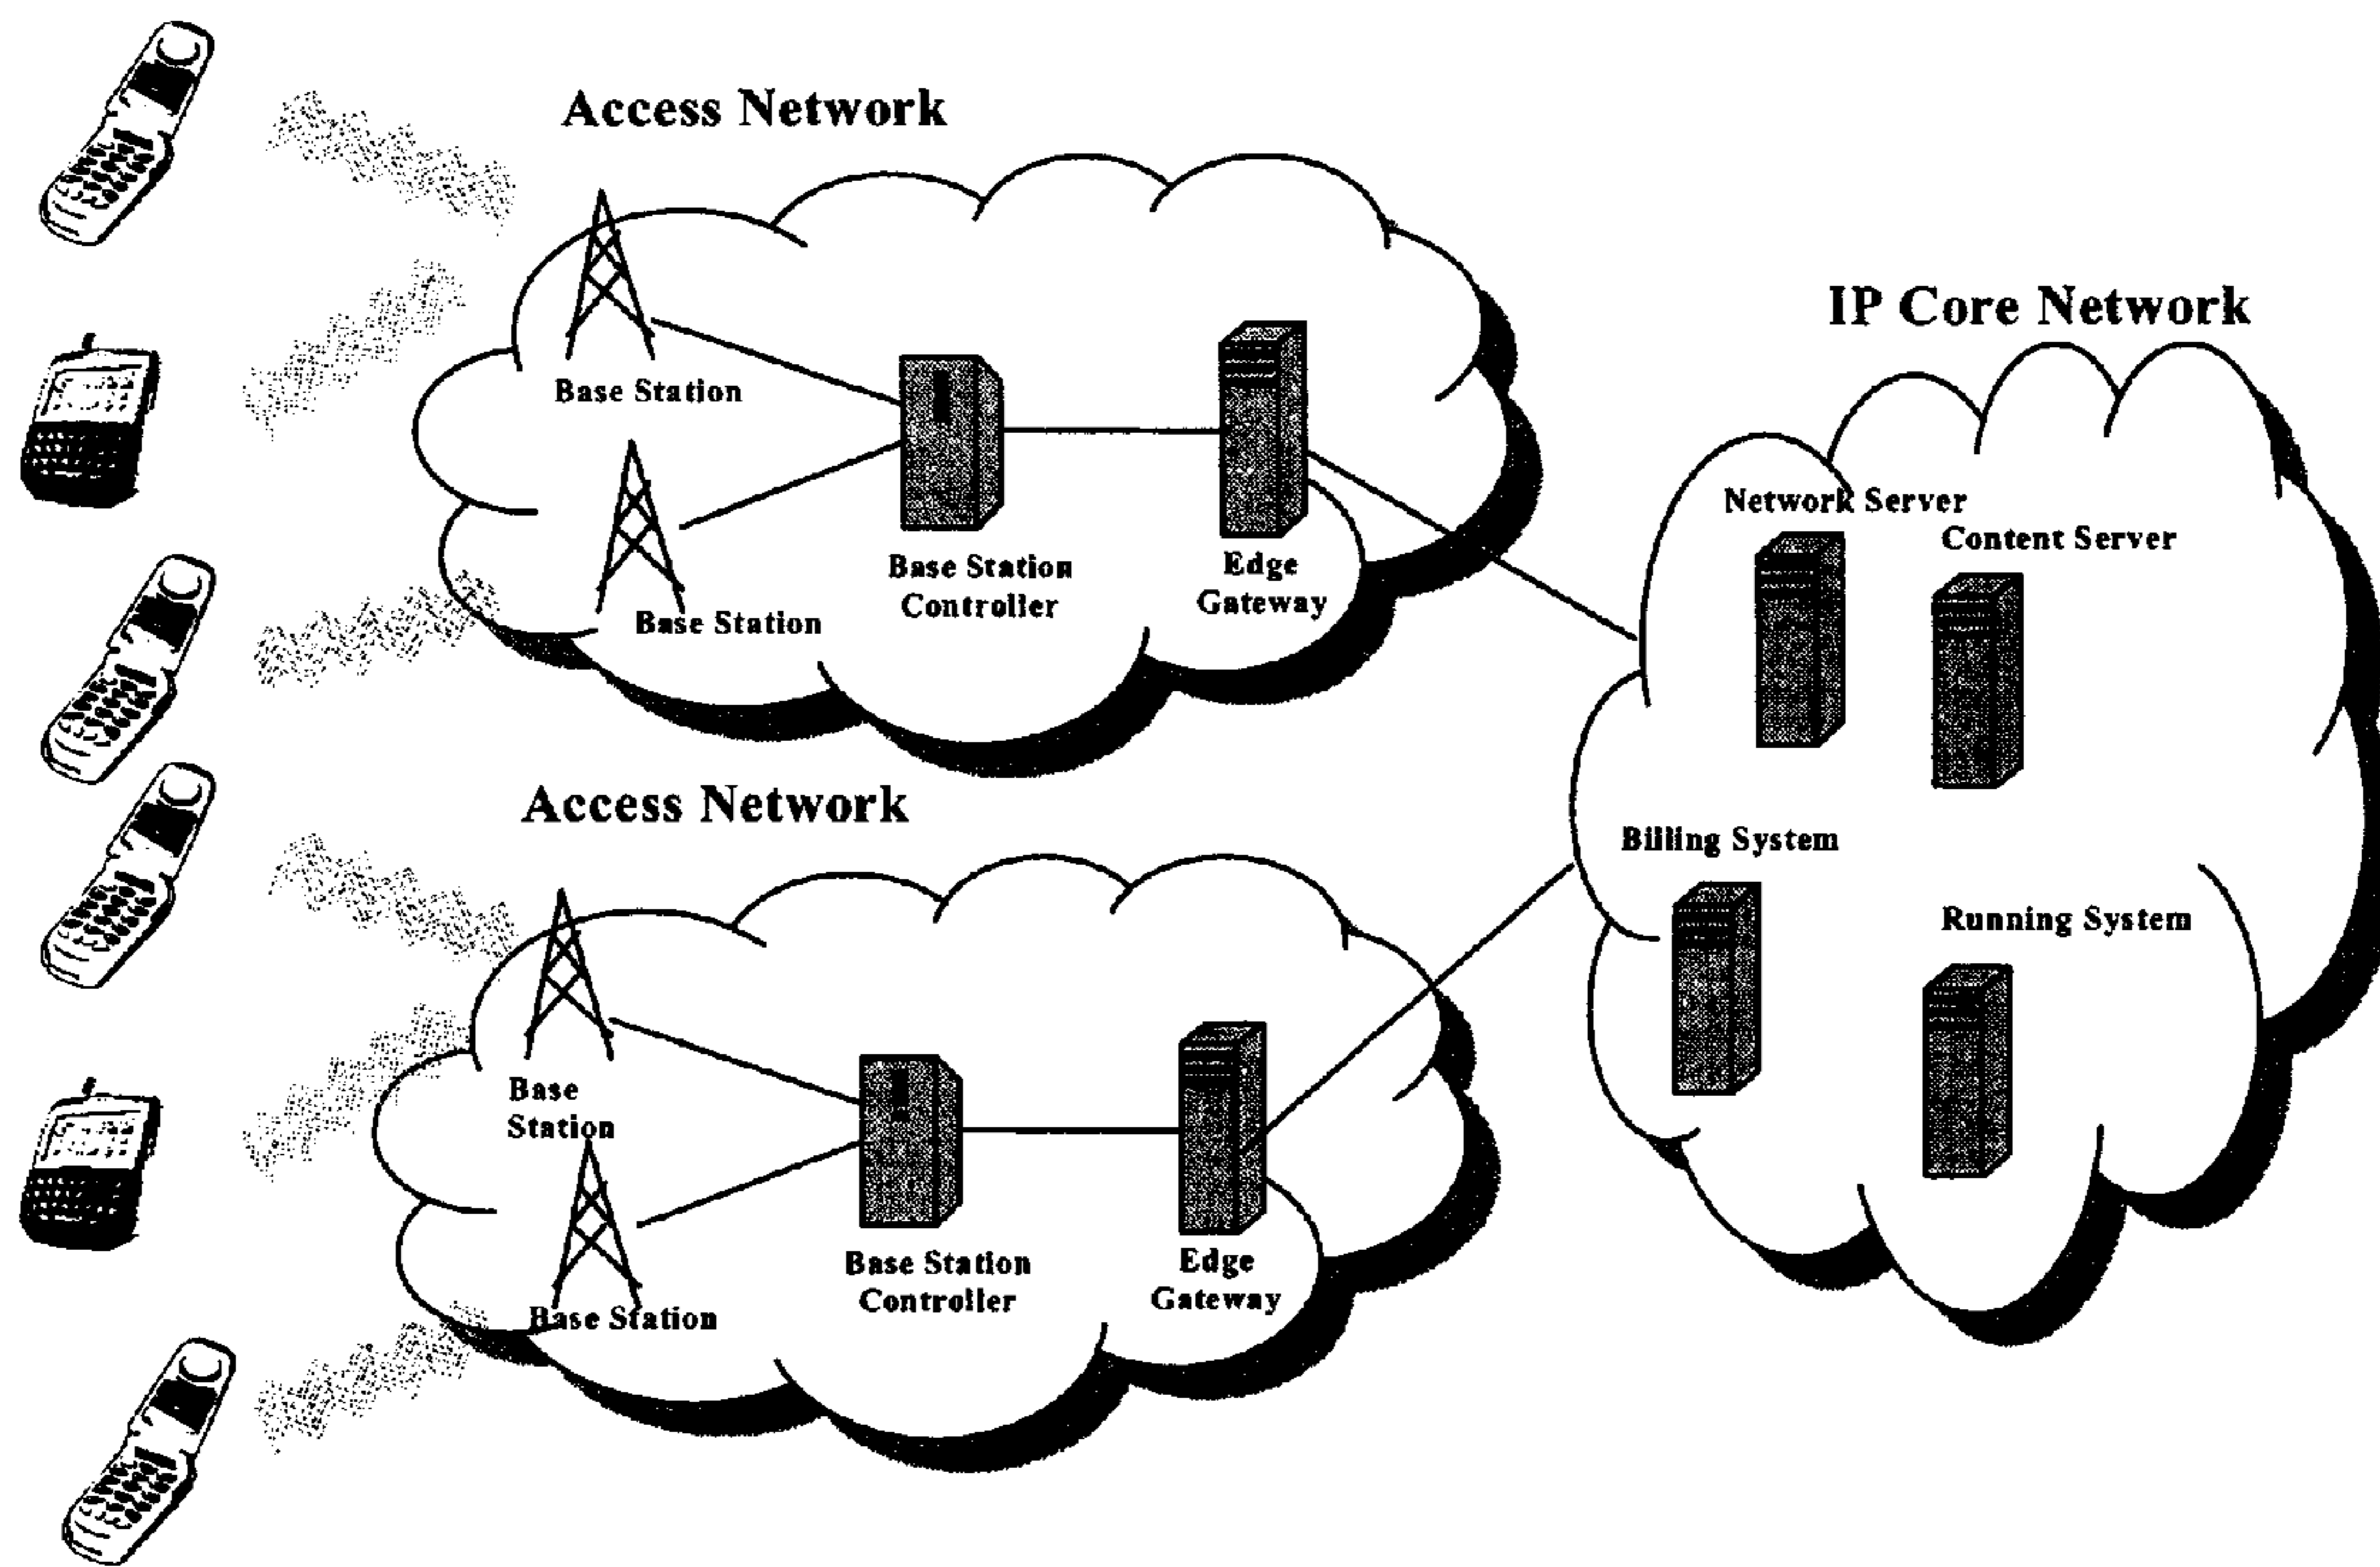 Access Network
Base Station
Base Station
Base Station
Controller
Edge
Gateway
IP Core Network
Network Server
Content Server
Billing System
Running System
Access Network
Base
Station
Base Station
Base Station
Controller
Edge
Gateway